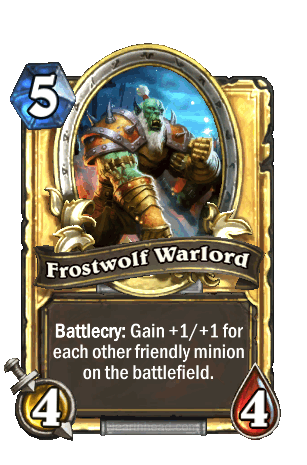 5
Frostwolf Warlord
Battlecry: Gain +1/+1 for
each other friendly minion
on the battlefield.
4 4